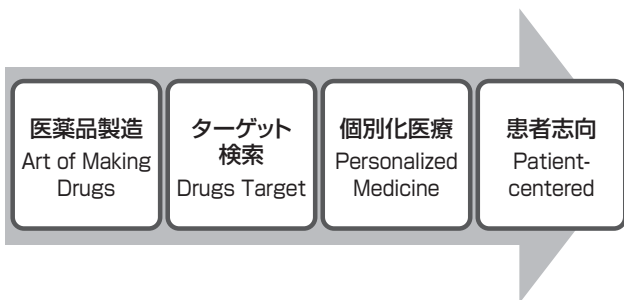 医薬品製造
Art of Making
Drugs
ターゲット
検索
Drugs Target
個別化医療
Personalized
Medicine
患者志向
Patient-
centered